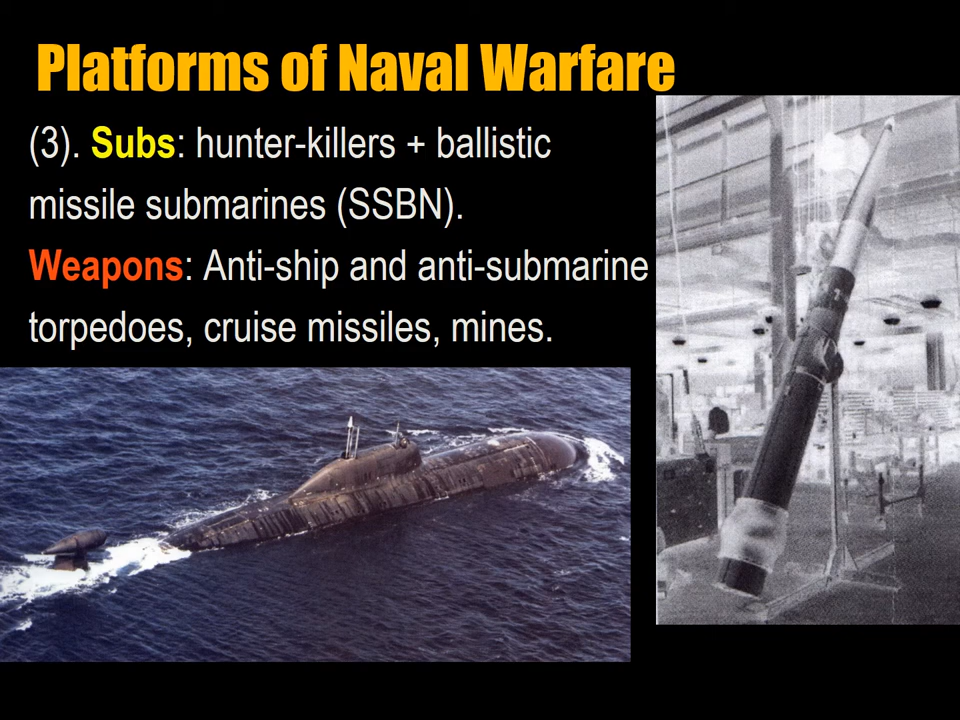 Platforms of Naval Warfare
(3). Subs: hunter-killers + ballistic
missile submarines (SSBN).
Weapons: Anti-ship and anti-submarine
torpedoes, cruise missiles, mines.